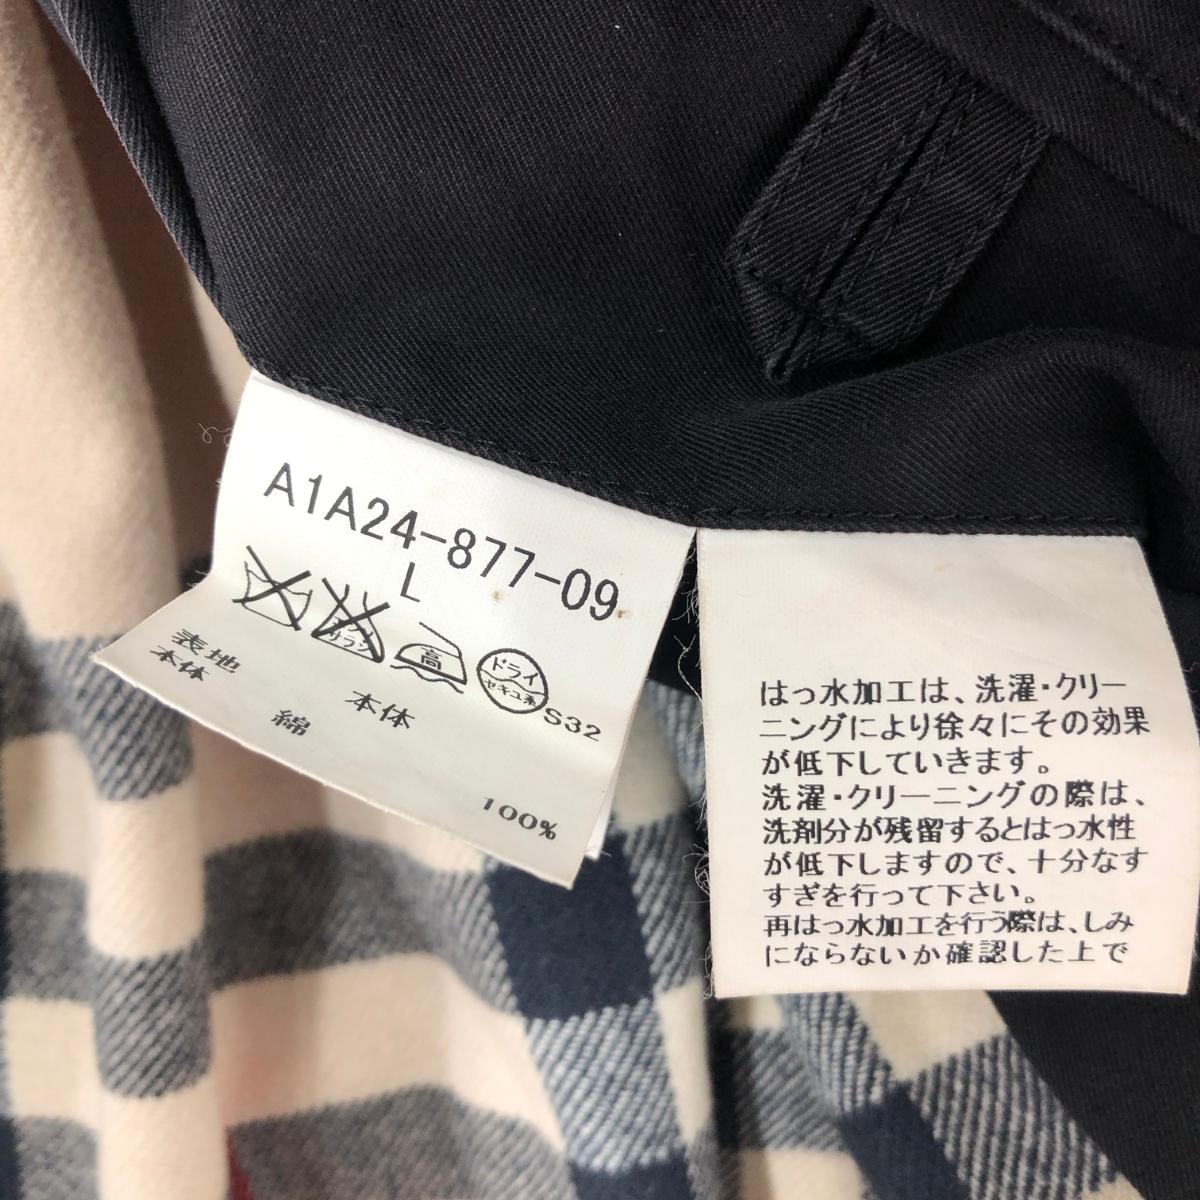 A1A24-877-09
L
サラシ
高
ドライ
セキユ系
S32
表地
本体 本体
綿
100%
はっ水加工は、洗濯・クリー
ニングにより徐々にその効果
が低下していきます。
洗濯・クリーニングの際は、
洗剤分が残留するとはっ水性
が低下しますので、十分なす
すぎを行って下さい。
再はっ水加工を行う際は、しみ
にならないか確認した上で